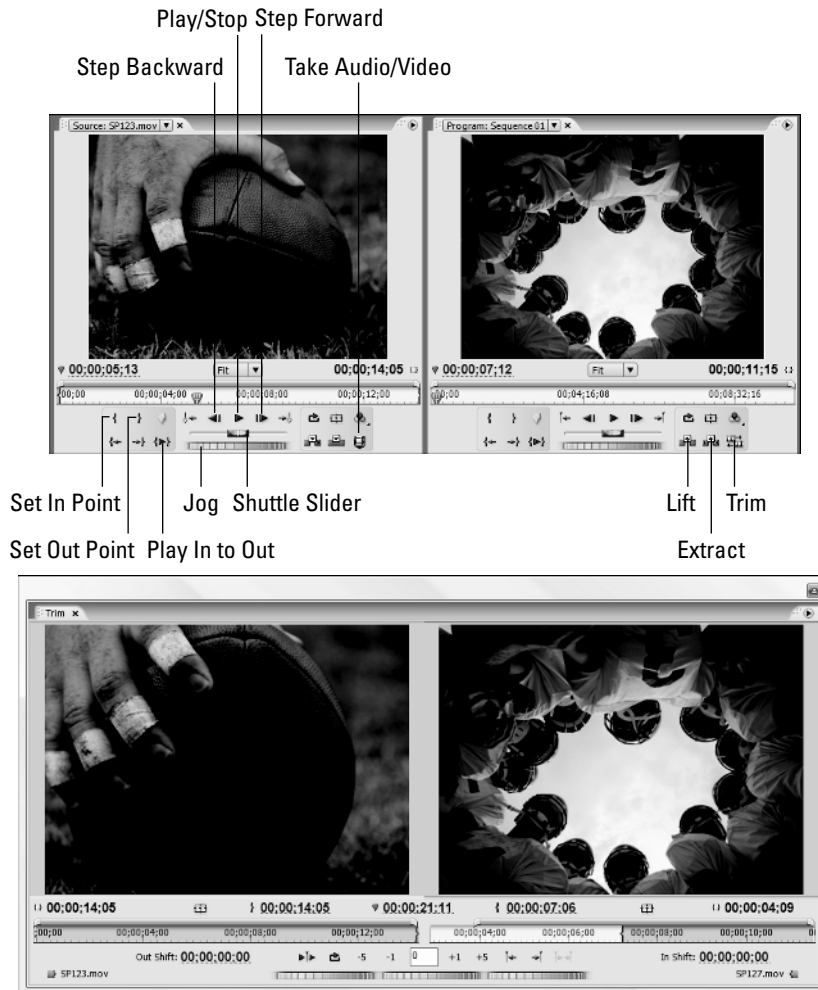 Play/Stop Step Forward
Step Backward Take Audio/Video
Source: SP123.mov
Program: Sequence 01
00;00;05;13 Fit 00;00;14;05
00;00;07;12 Fit 00;00;11;15
00;00 00;00;04;00 00;00;08;00 00;00;12;00
00;00 00;04;16;08 00;08;32;16
Set In Point Jog Shuttle Slider Lift Trim
Set Out Point Play In to Out Extract
Trim
00;00;14;05 00;00;14;05 00;00;21;11 00;00;07;06 00;00;04;09
00;00 00;00;04;00 00;00;08;00 00;00;12;00 00;00;04;00 00;00;06;00 00;00;08;00 00;00;10;00
Out Shift: 00;00;00;00 -5 -1 0 +1 +5 In Shift: 00;00;00;00
SP123.mov SP127.mov